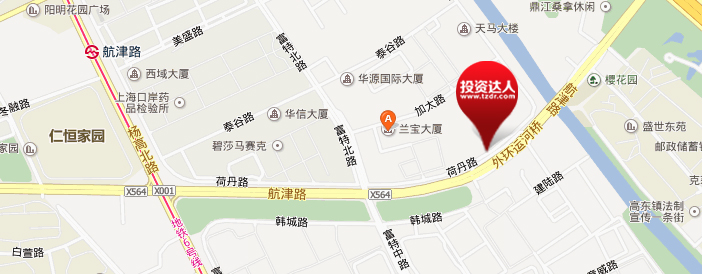 阳明花园广场
美盛路
富特北路
泰谷路
天马大楼
鼎江桑拿休闲
航津路
西域大厦
华源国际大厦
投资达人
www.tzdr.com
航津路
樱花园
上海口岸药
品检验所
冬融路
泰谷路
华信大厦
加太路
A
兰宝大厦
外环运河桥
盛世东苑
仁恒家园
杨高北路
碧莎马赛克
富特北路
邮政储蓄
家园
荷丹路
荷丹路
建陆路
X564
X001
航津路
X564
韩城路
韩城路
高东镇法制
宣传一条街
地铁6号线
富特中路
白萱路